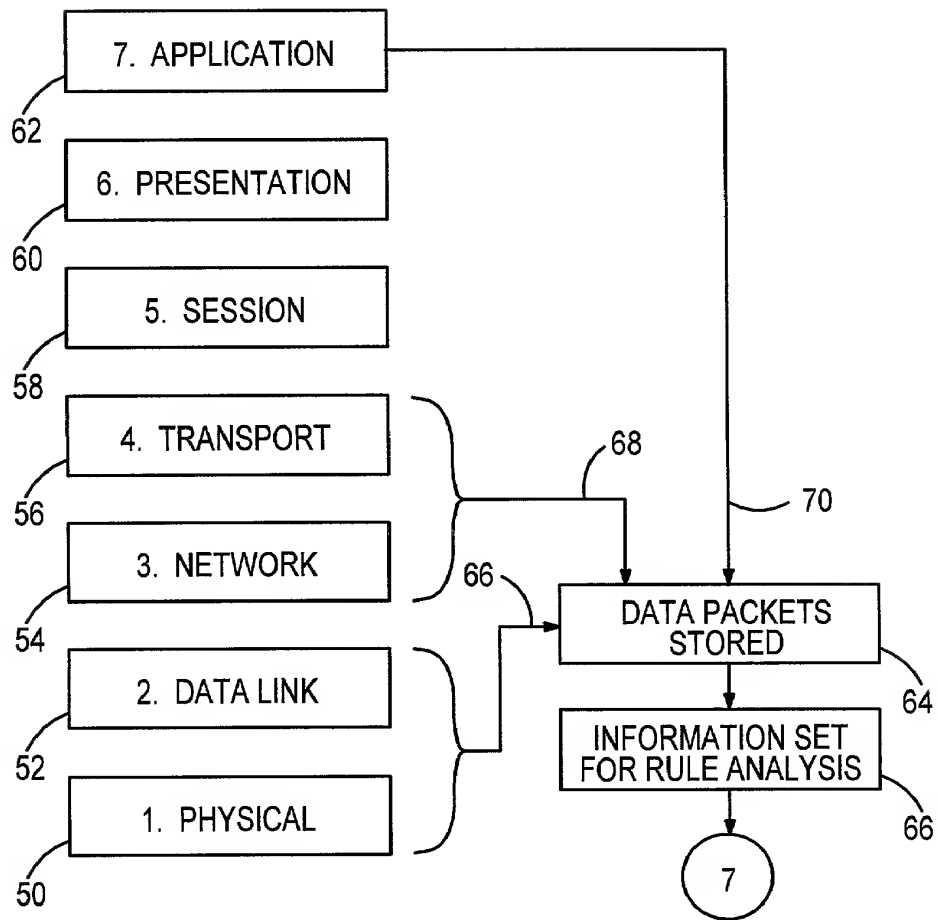 7. APPLICATION
62
6. PRESENTATION
60
5. SESSION
58
4. TRANSPORT
56
68
70
3. NETWORK
54
66
DATA PACKETS
STORED
64
2. DATA LINK
52
INFORMATION SET
FOR RULE ANALYSIS
66
1. PHYSICAL
50
7